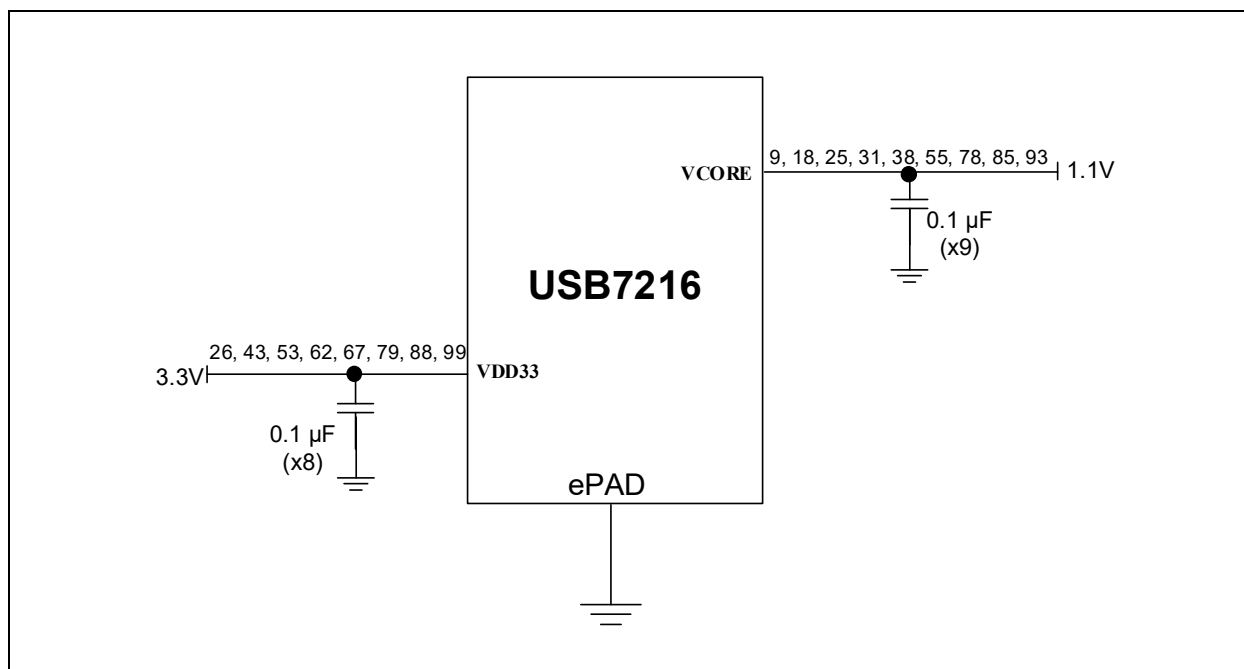 9, 18, 25, 31, 38, 55, 78, 85, 93
VCORE
1.1V
0.1 µF
(x9)
USB7216
26, 43, 53, 62, 67, 79, 88, 99
3.3V
VDD33
0.1 µF
(x8)
ePAD